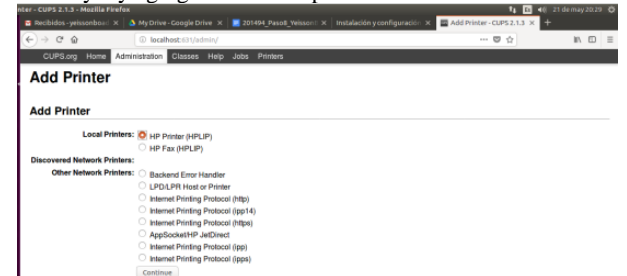 nter - CUPS 2.1.3 - Mozilla Firefox
21 de may 20:29
Recibidos - yeissonboa
My Drive - Google Drive
201494_Paso8_Yeisson
Instalación y configuración
Add Printer - CUPS 2.1.3
localhost:631/admin/
CUPS.org Home Administration Classes Help Jobs Printers
Add Printer
Add Printer
Local Printers: HP Printer (HPLIP)
HP Fax (HPLIP)
Discovered Network Printers:
Other Network Printers: Backend Error Handler
LPD/LPR Host or Printer
Internet Printing Protocol (http)
Internet Printing Protocol (ipp14)
Internet Printing Protocol (https)
AppSocket/HP JetDirect
Internet Printing Protocol (ipp)
Internet Printing Protocol (ipps)
Continue